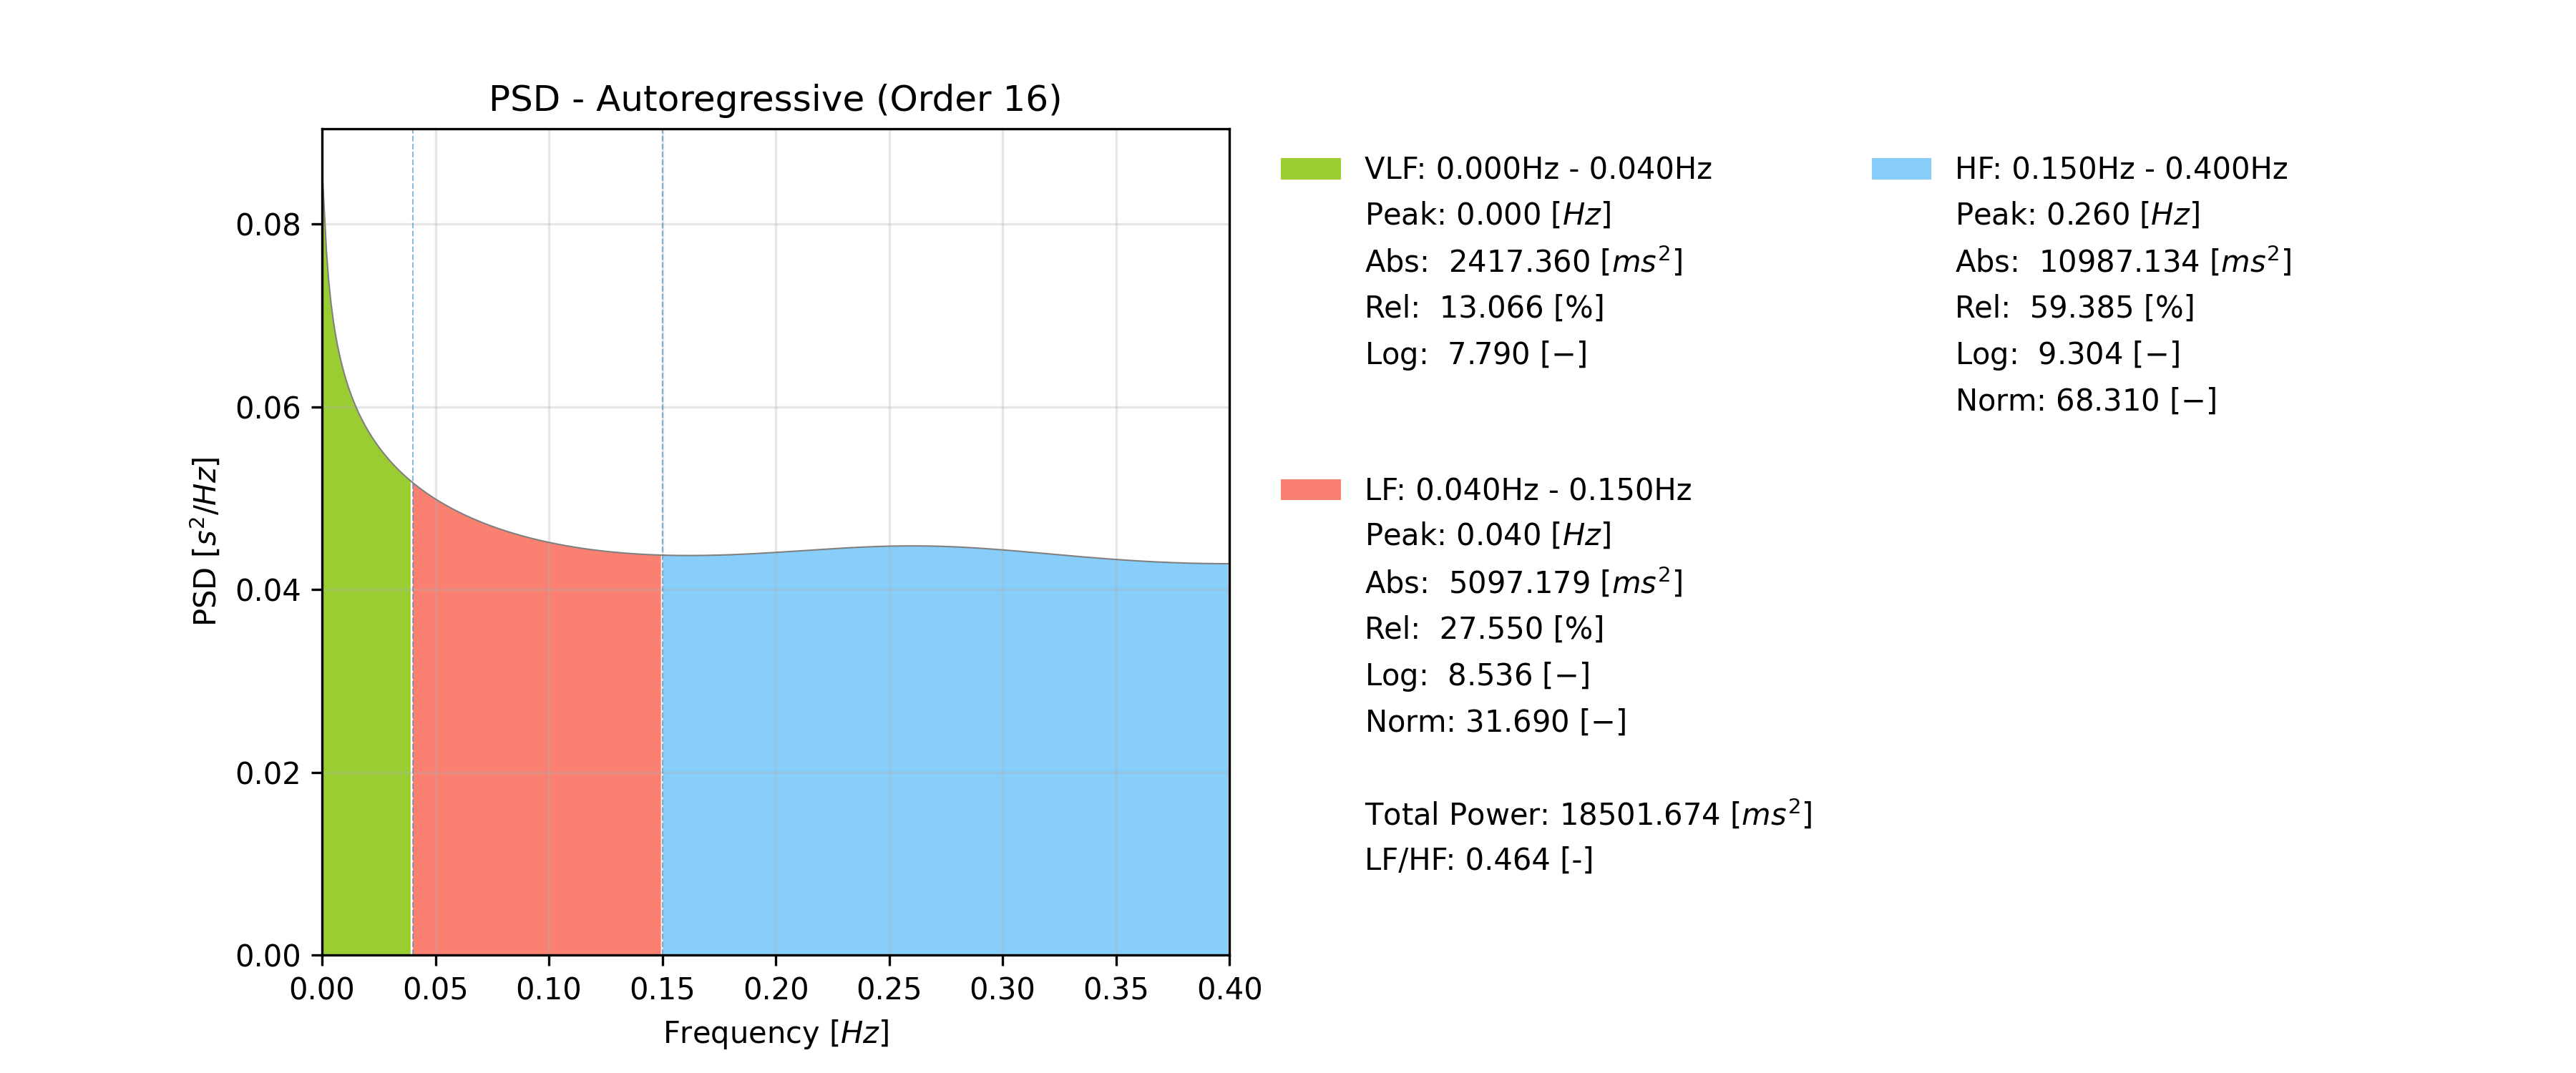 PSD - Autoregressive (Order 16)
PSD [s²/Hz]
0.08
0.06
0.04
0.02
0.00
0.00 0.05 0.10 0.15 0.20 0.25 0.30 0.35 0.40
Frequency [Hz]
VLF: 0.000Hz - 0.040Hz
Peak: 0.000 [Hz]
Abs: 2417.360 [ms²]
Rel: 13.066 [%]
Log: 7.790 [−]
LF: 0.040Hz - 0.150Hz
Peak: 0.040 [Hz]
Abs: 5097.179 [ms²]
Rel: 27.550 [%]
Log: 8.536 [−]
Norm: 31.690 [−]
Total Power: 18501.674 [ms²]
LF/HF: 0.464 [-]
HF: 0.150Hz - 0.400Hz
Peak: 0.260 [Hz]
Abs: 10987.134 [ms²]
Rel: 59.385 [%]
Log: 9.304 [−]
Norm: 68.310 [−]